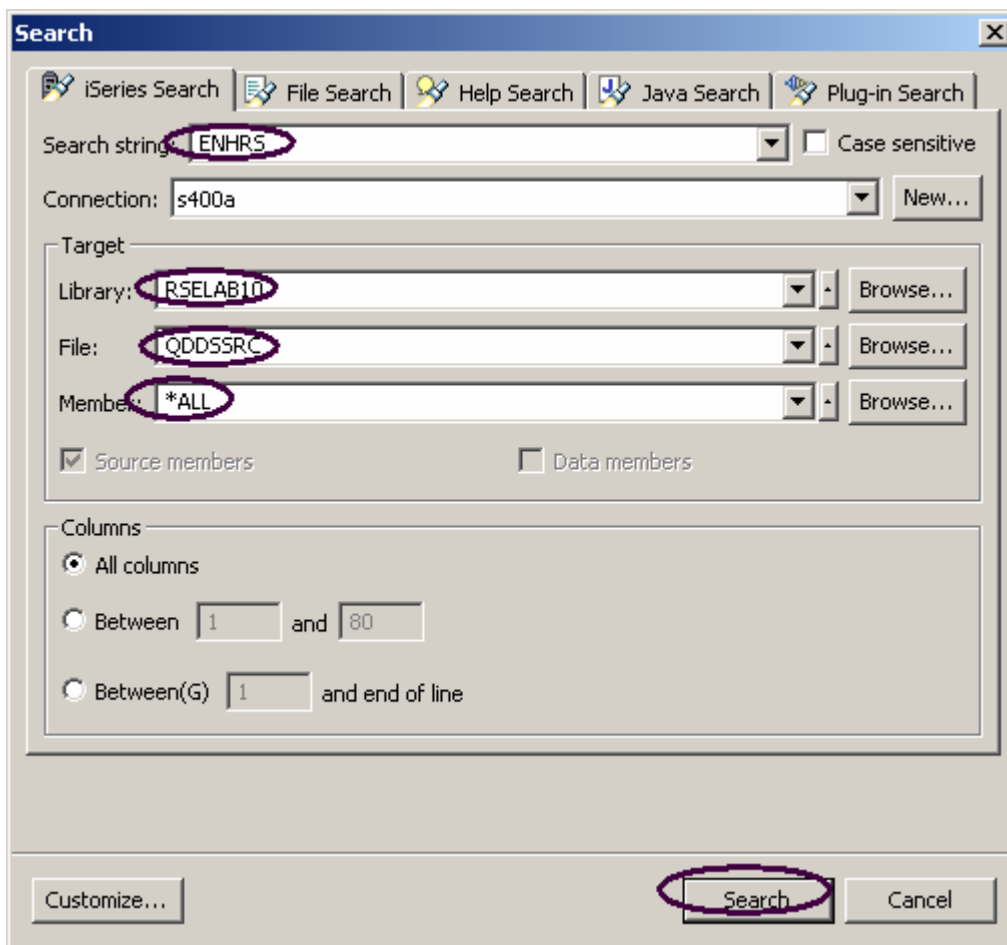 Search
iSeries Search File Search Help Search Java Search Plug-in Search
Search string: ENHRS Case sensitive
Connection: s400a New...
Target
Library: RSELAB10 Browse...
File: QDDSSRC Browse...
Member: *ALL Browse...
Source members Data members
Columns
All columns
Between 1 and 80
Between(G) 1 and end of line
Customize... Search Cancel